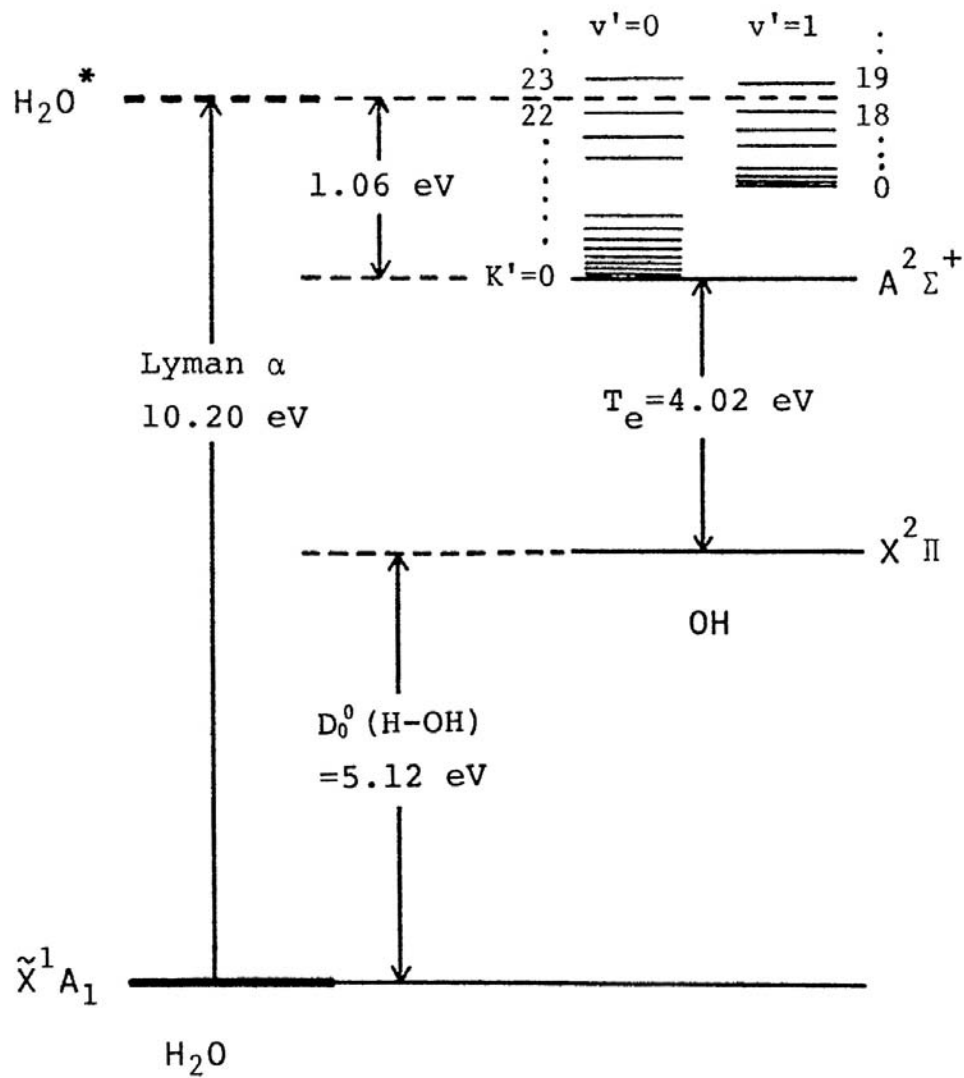 v'=0 v'=1
23 19
H₂O*
22 18
1.06 eV
0
K'=0 A²Σ⁺
Lyman α
10.20 eV
Tₑ=4.02 eV
X²Π
OH
D₀⁰(H-OH)
=5.12 eV
X̃¹A₁
H₂O